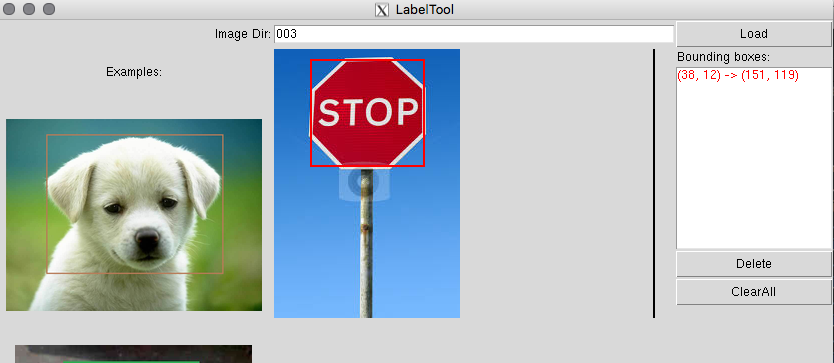 LabelTool
Image Dir: 003
Load
Examples:
Bounding boxes:
(38, 12) -> (151, 119)
STOP
Delete
ClearAll